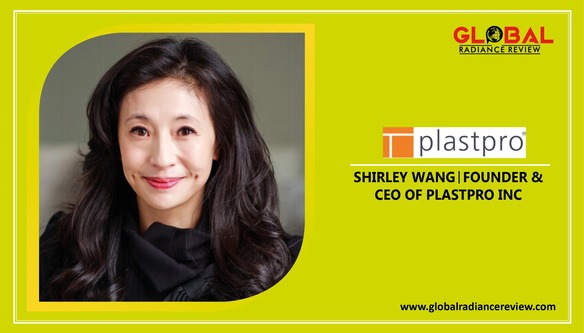 GLOBAL
RADIANCE REVIEW
plastpro®
SHIRLEY WANG|FOUNDER &
CEO OF PLASTPRO INC
www.globalradiancereview.com